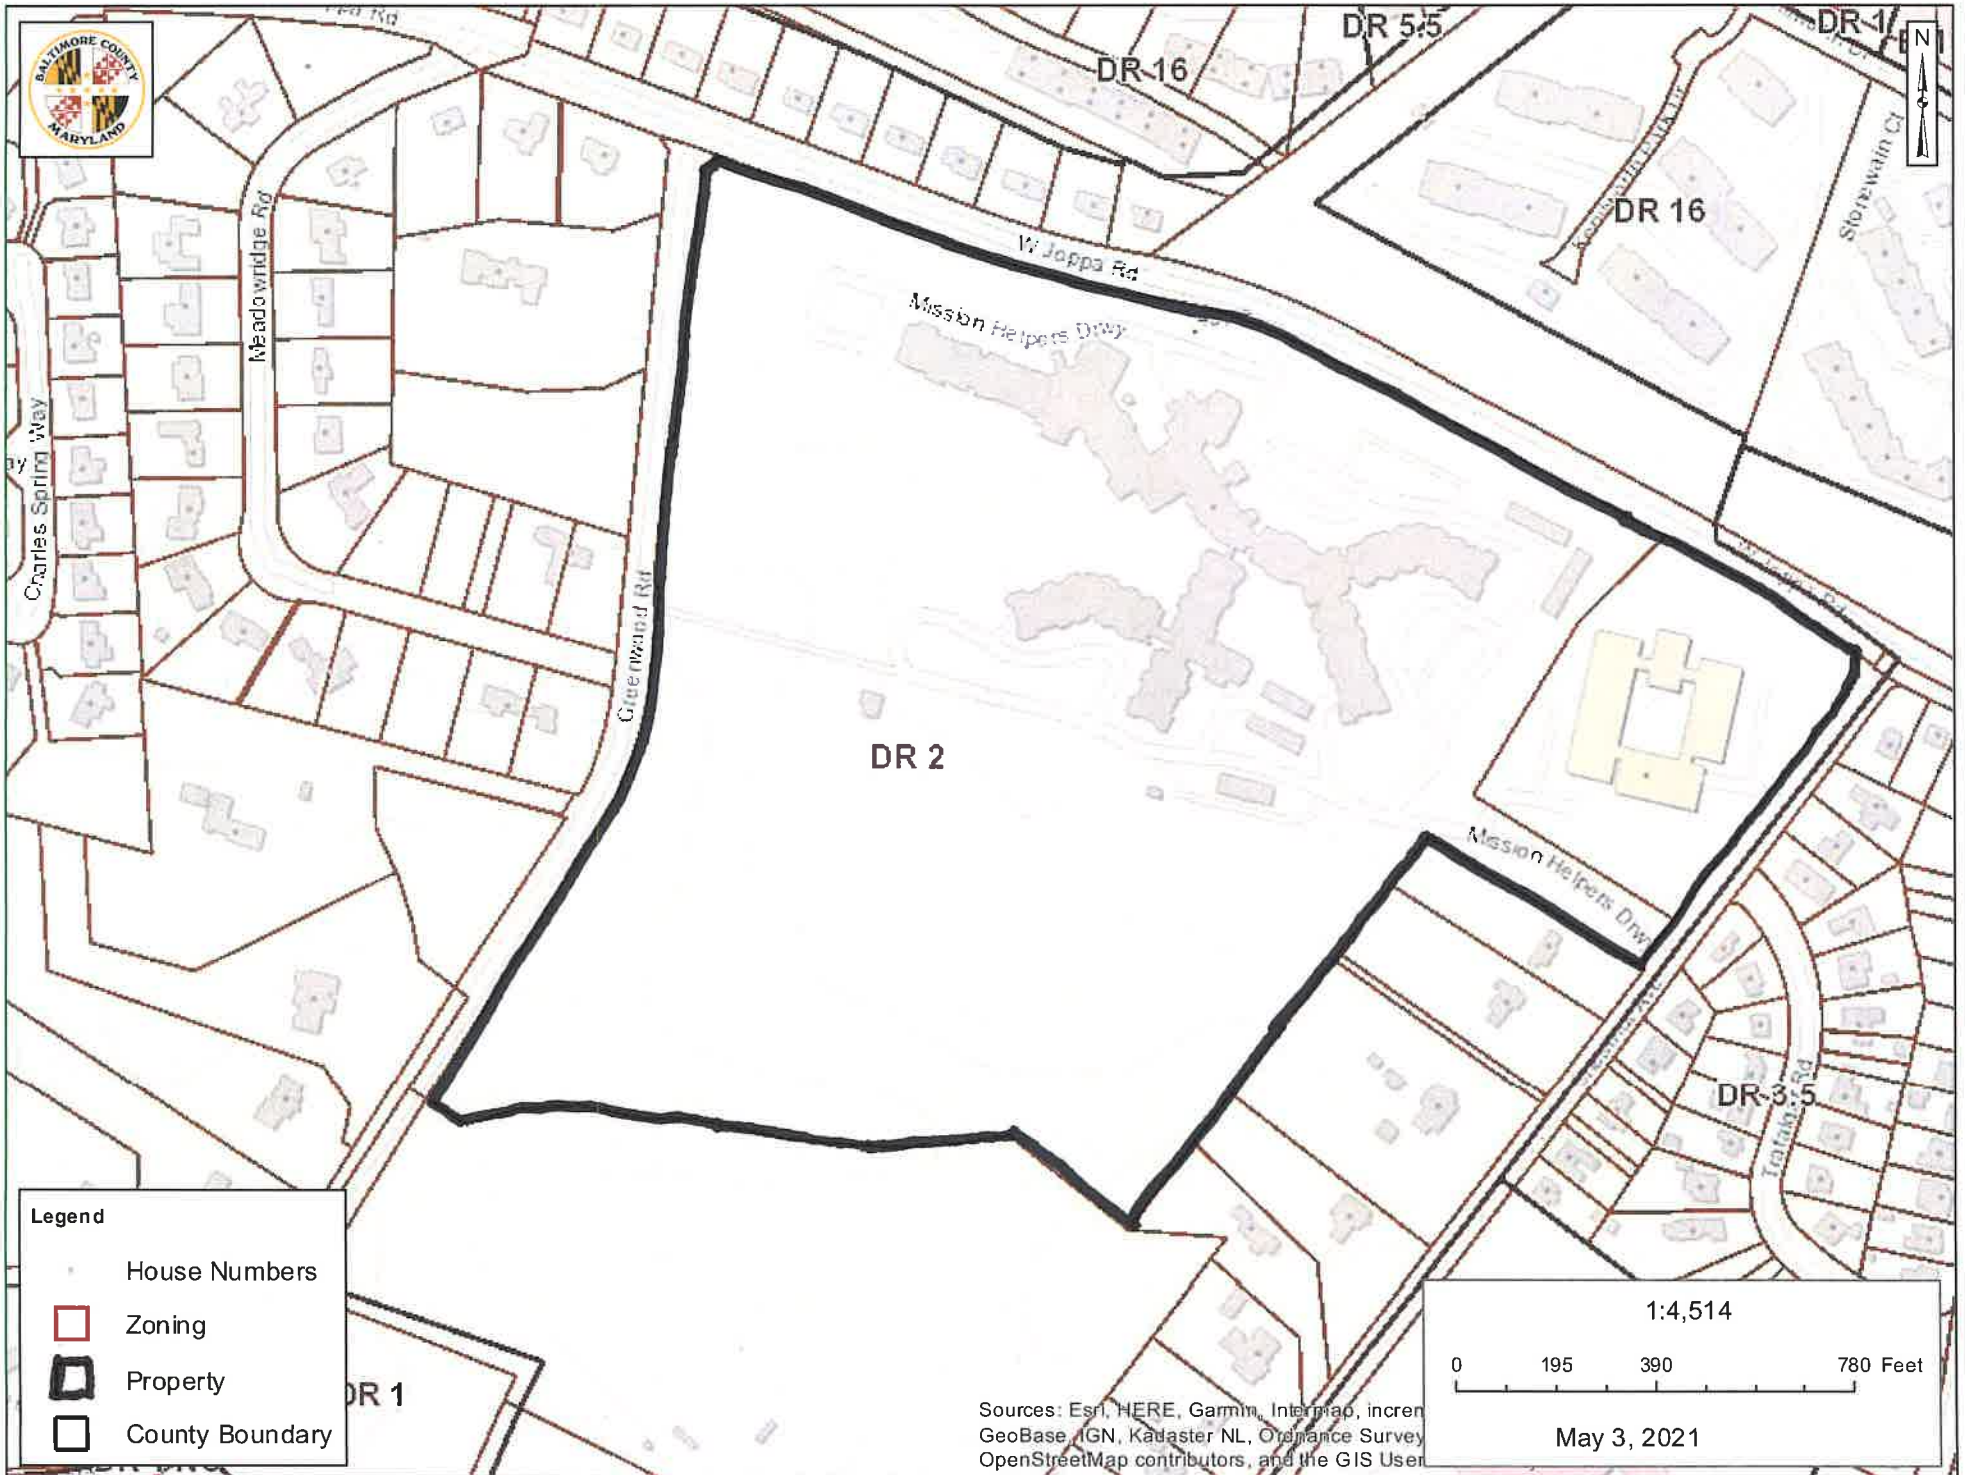 BALTIMORE COUNTY
MARYLAND
DR 5.5
DR 16
N
DR 16
Stonewain Ct
Meadowridge Rd
W Joppa Rd
Mission Helpers Drwy
Charles Spring Way
Greenwood Rd
DR 2
Mission Helpers Drwy
DR 3.5
Trafalgar Rd
Legend
House Numbers
Zoning
Property
County Boundary
DR 1
1:4,514
0 195 390 780 Feet
May 3, 2021
Sources: Esri, HERE, Garmin, Intermap, increm
GeoBase, IGN, Kadaster NL, Ordnance Survey
OpenStreetMap contributors, and the GIS User